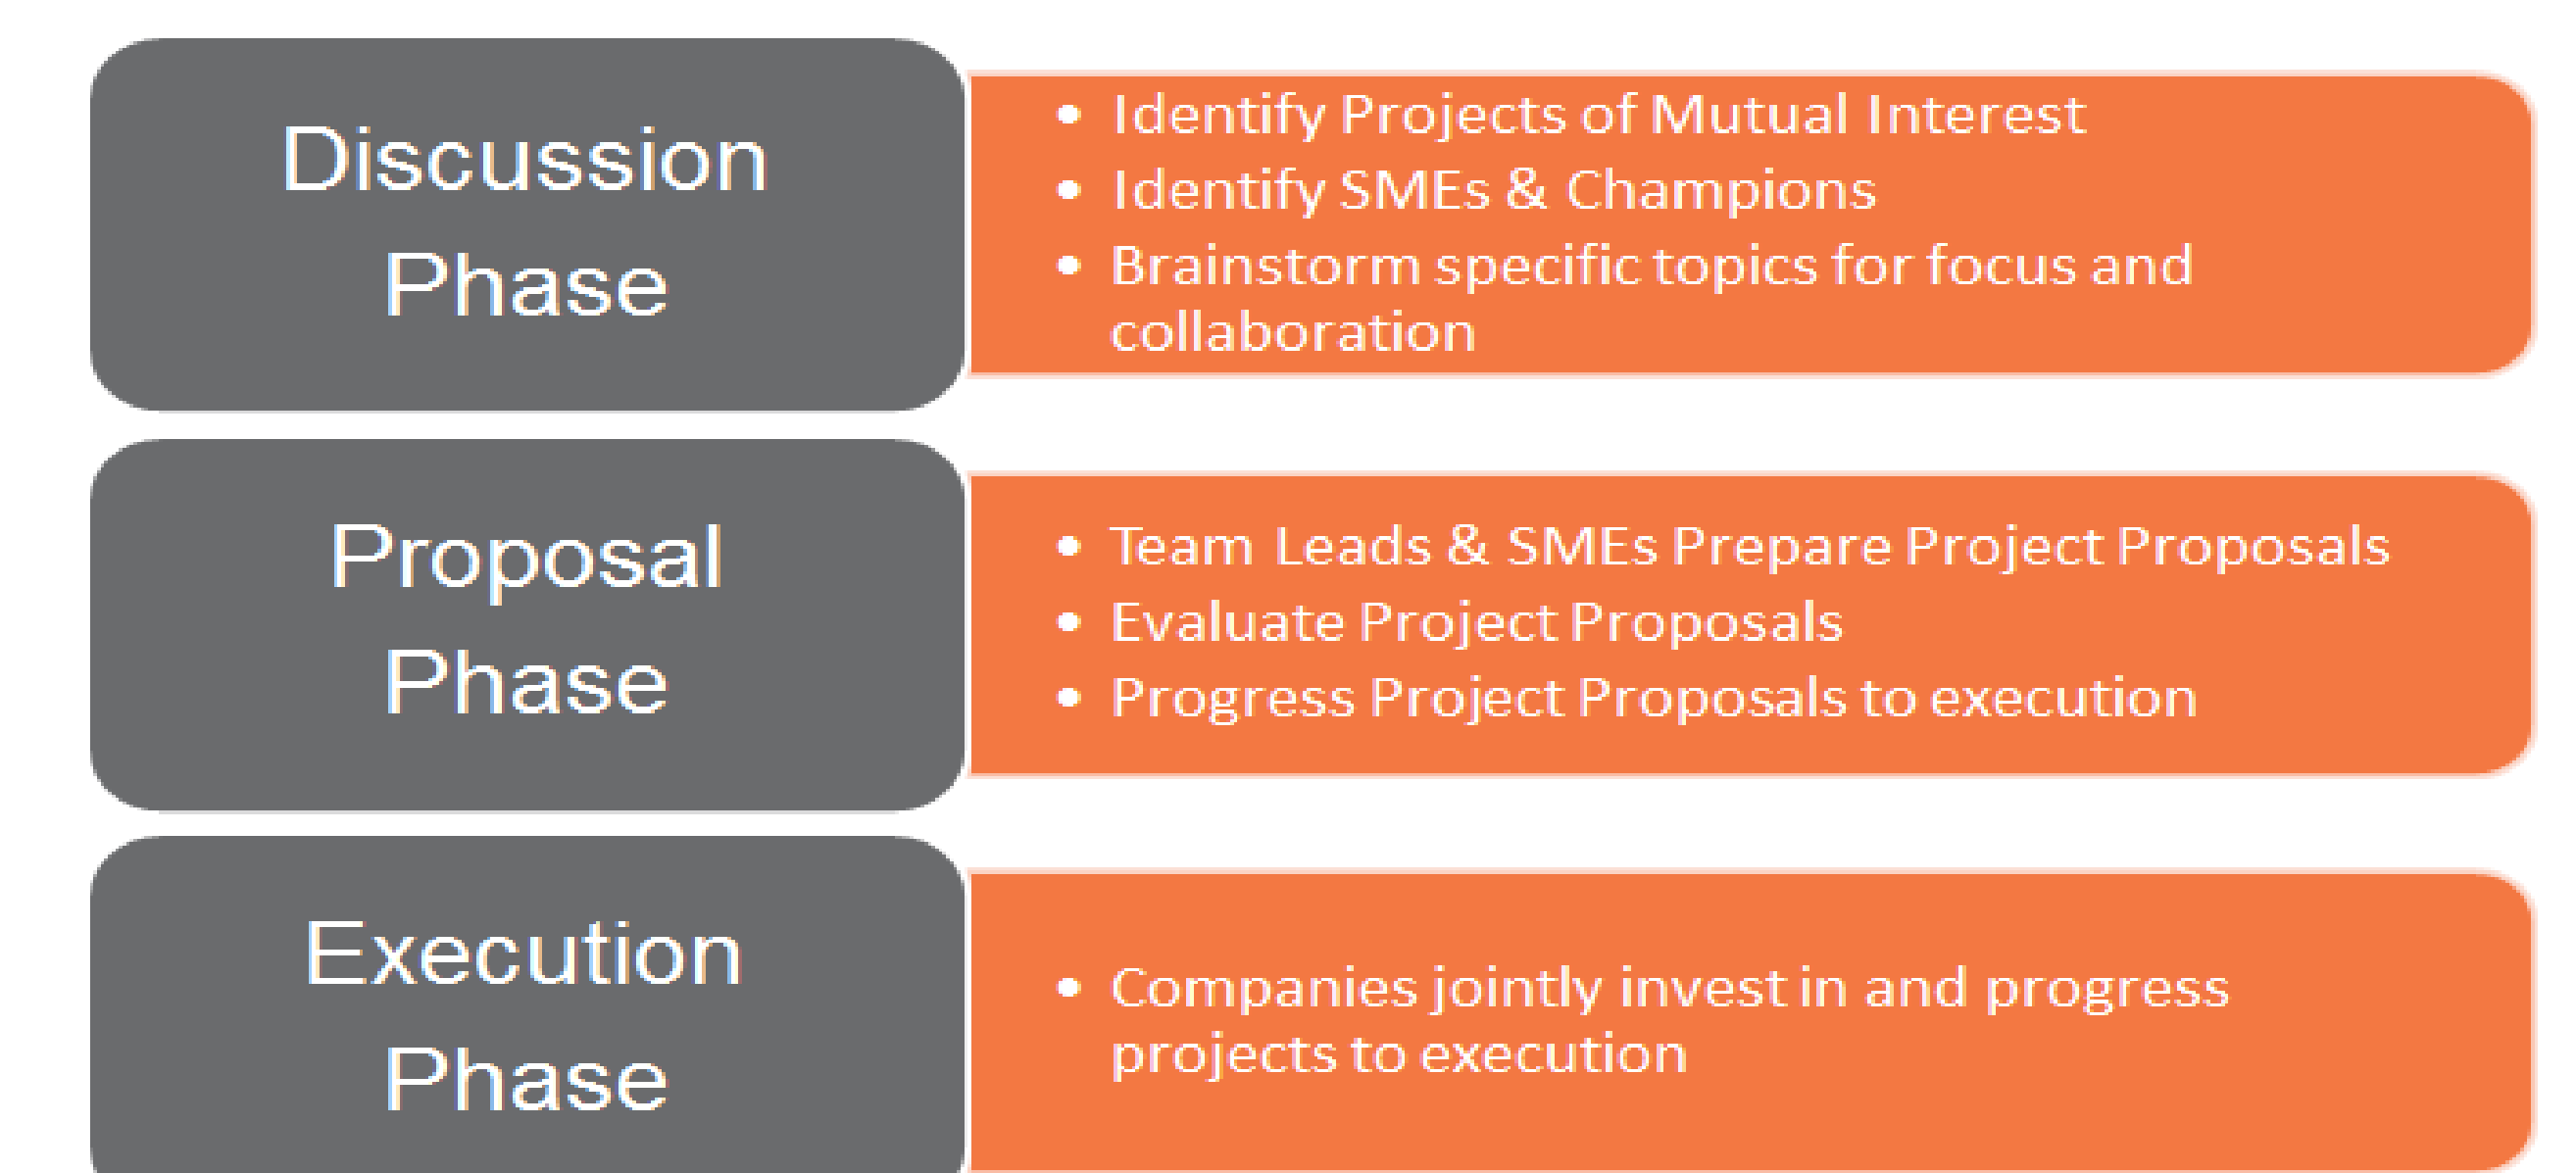 Discussion
Phase
• Identify Projects of Mutual Interest
• Identify SMEs & Champions
• Brainstorm specific topics for focus and
collaboration
Proposal
Phase
• Team Leads & SMEs Prepare Project Proposals
• Evaluate Project Proposals
• Progress Project Proposals to execution
Execution
Phase
• Companies jointly invest in and progress
projects to execution